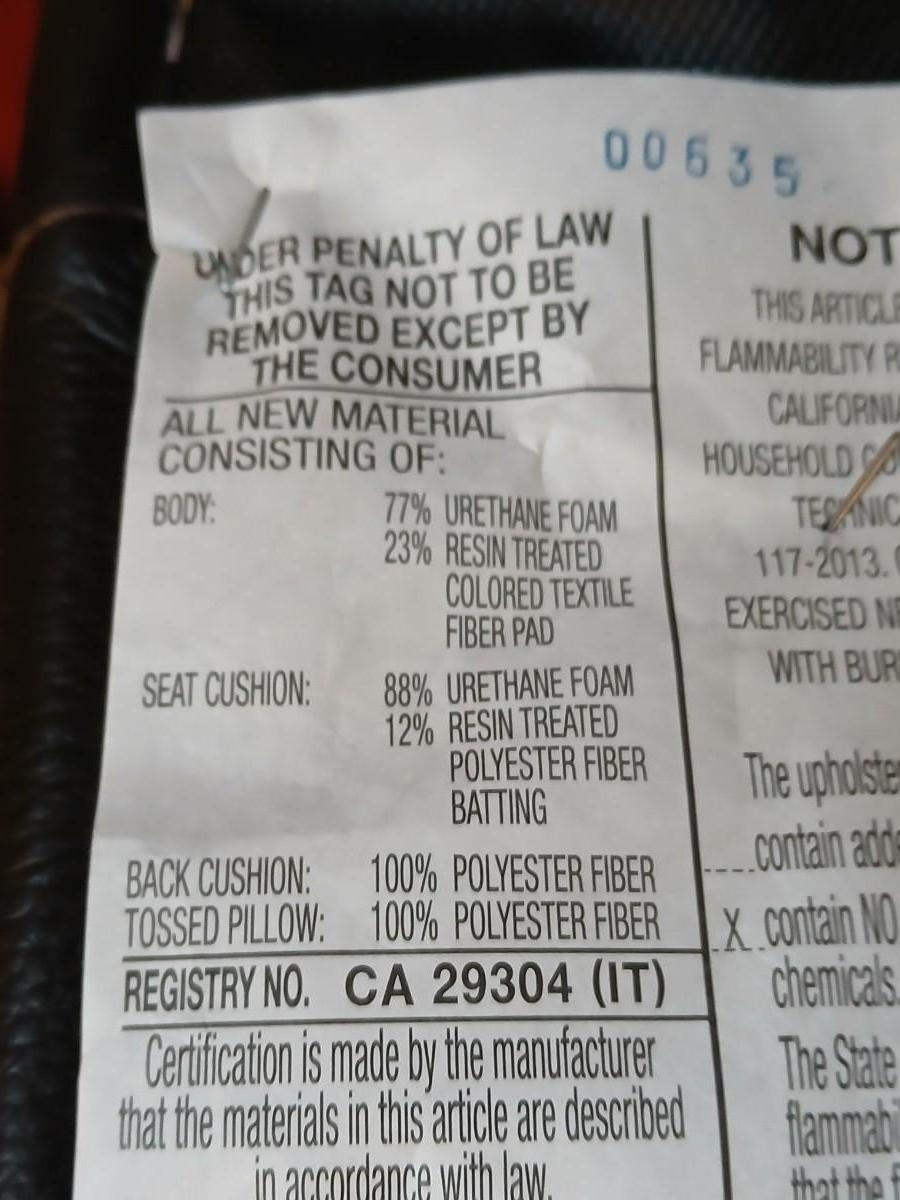 00635
UNDER PENALTY OF LAW
THIS TAG NOT TO BE
REMOVED EXCEPT BY
THE CONSUMER
ALL NEW MATERIAL
CONSISTING OF:
BODY: 77% URETHANE FOAM
23% RESIN TREATED
COLORED TEXTILE
FIBER PAD
SEAT CUSHION: 88% URETHANE FOAM
12% RESIN TREATED
POLYESTER FIBER
BATTING
BACK CUSHION: 100% POLYESTER FIBER
TOSSED PILLOW: 100% POLYESTER FIBER
REGISTRY NO. CA 29304 (IT)
Certification is made by the manufacturer
that the materials in this article are described
in accordance with law.
NOT
THIS ARTICLE
FLAMMABILITY
CALIFORNIA
HOUSEHOLD
117-2013.
EXERCISED
WITH
The
contain
X contain NO
chemicals.
The State
that the